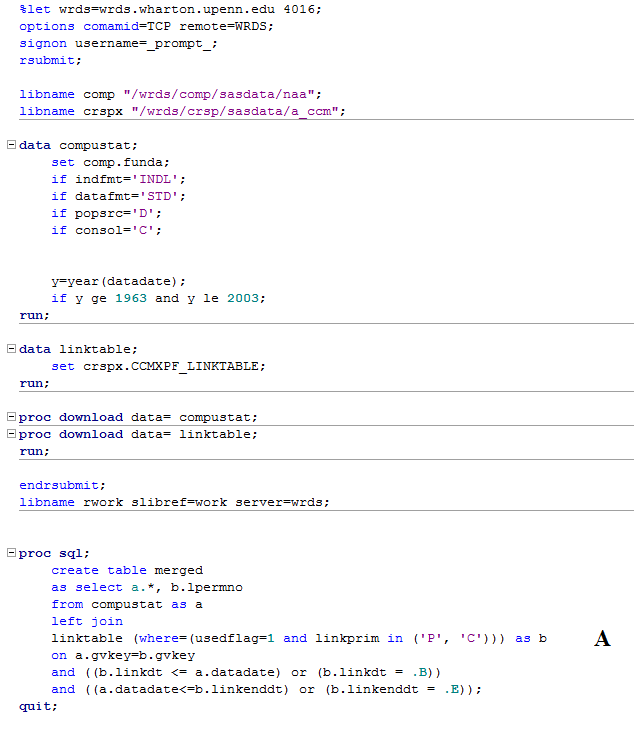 %let wrds=wrds.wharton.upenn.edu 4016;
options comamid=TCP remote=WRDS;
signon username=_prompt_;
rsubmit;
libname comp "/wrds/comp/sasdata/naa";
libname crspx "/wrds/crsp/sasdata/a_ccm";
data compustat;
set comp.funda;
if indfmt='INDL';
if datafmt='STD';
if popsrc='D';
if consol='C';
y=year(datadate);
if y ge 1963 and y le 2003;
run;
data linktable;
set crspx.CCMXPF_LINKTABLE;
run;
proc download data= compustat;
proc download data= linktable;
run;
endrsubmit;
libname rwork slibref=work server=wrds;
proc sql;
create table merged
as select a.*, b.lpermno
from compustat as a
left join
linktable (where=(usedflag=1 and linkprim in ('P', 'C'))) as b A
on a.gvkey=b.gvkey
and ((b.linkdt <= a.datadate) or (b.linkdt = .B))
and ((a.datadate<=b.linkenddt) or (b.linkenddt = .E));
quit;